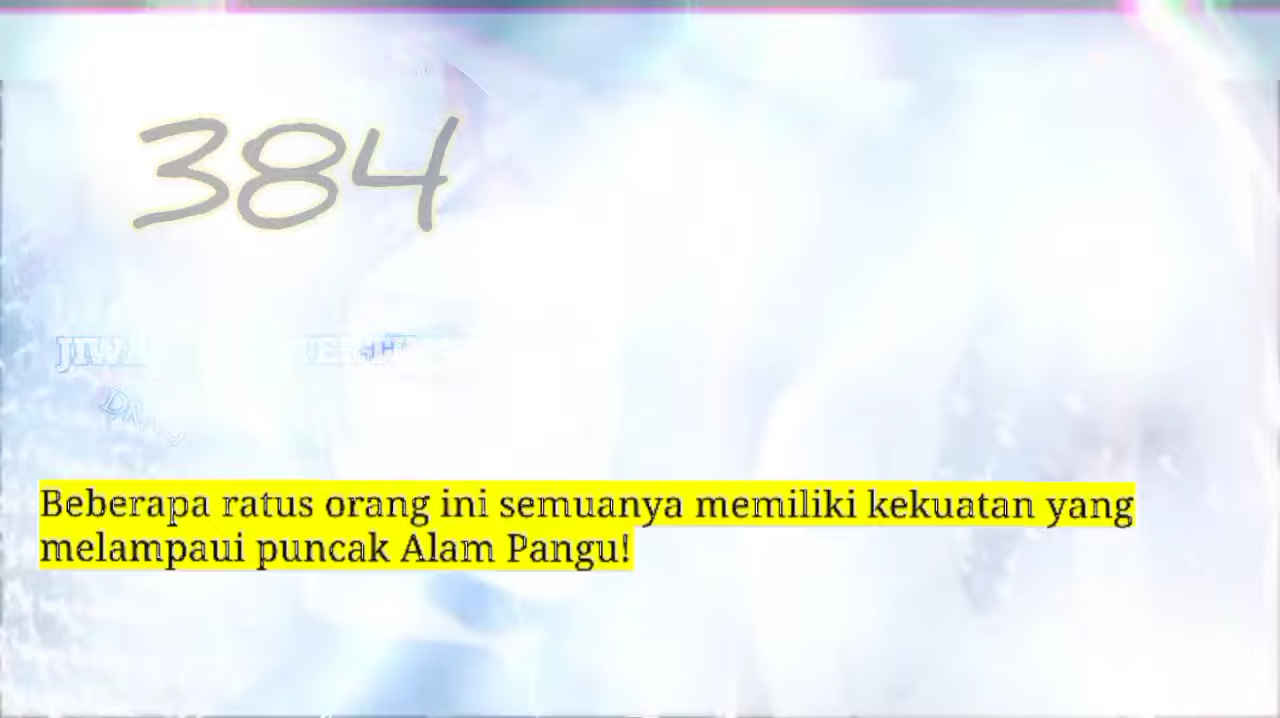 384
Beberapa ratus orang ini semuanya memiliki kekuatan yang
melampaui puncak Alam Pangu!